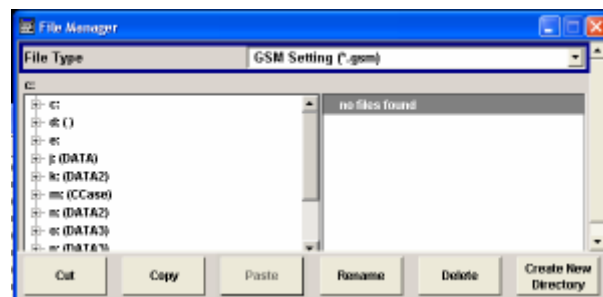 File Manager
File Type
GSM Setting (*.gsm)
c:
c:
d: ()
e:
j: (DATA)
k: (DATA2)
m: (CCase)
n: (DATA2)
o: (DATA3)
no files found
Cut
Copy
Paste
Rename
Delete
Create New
Directory